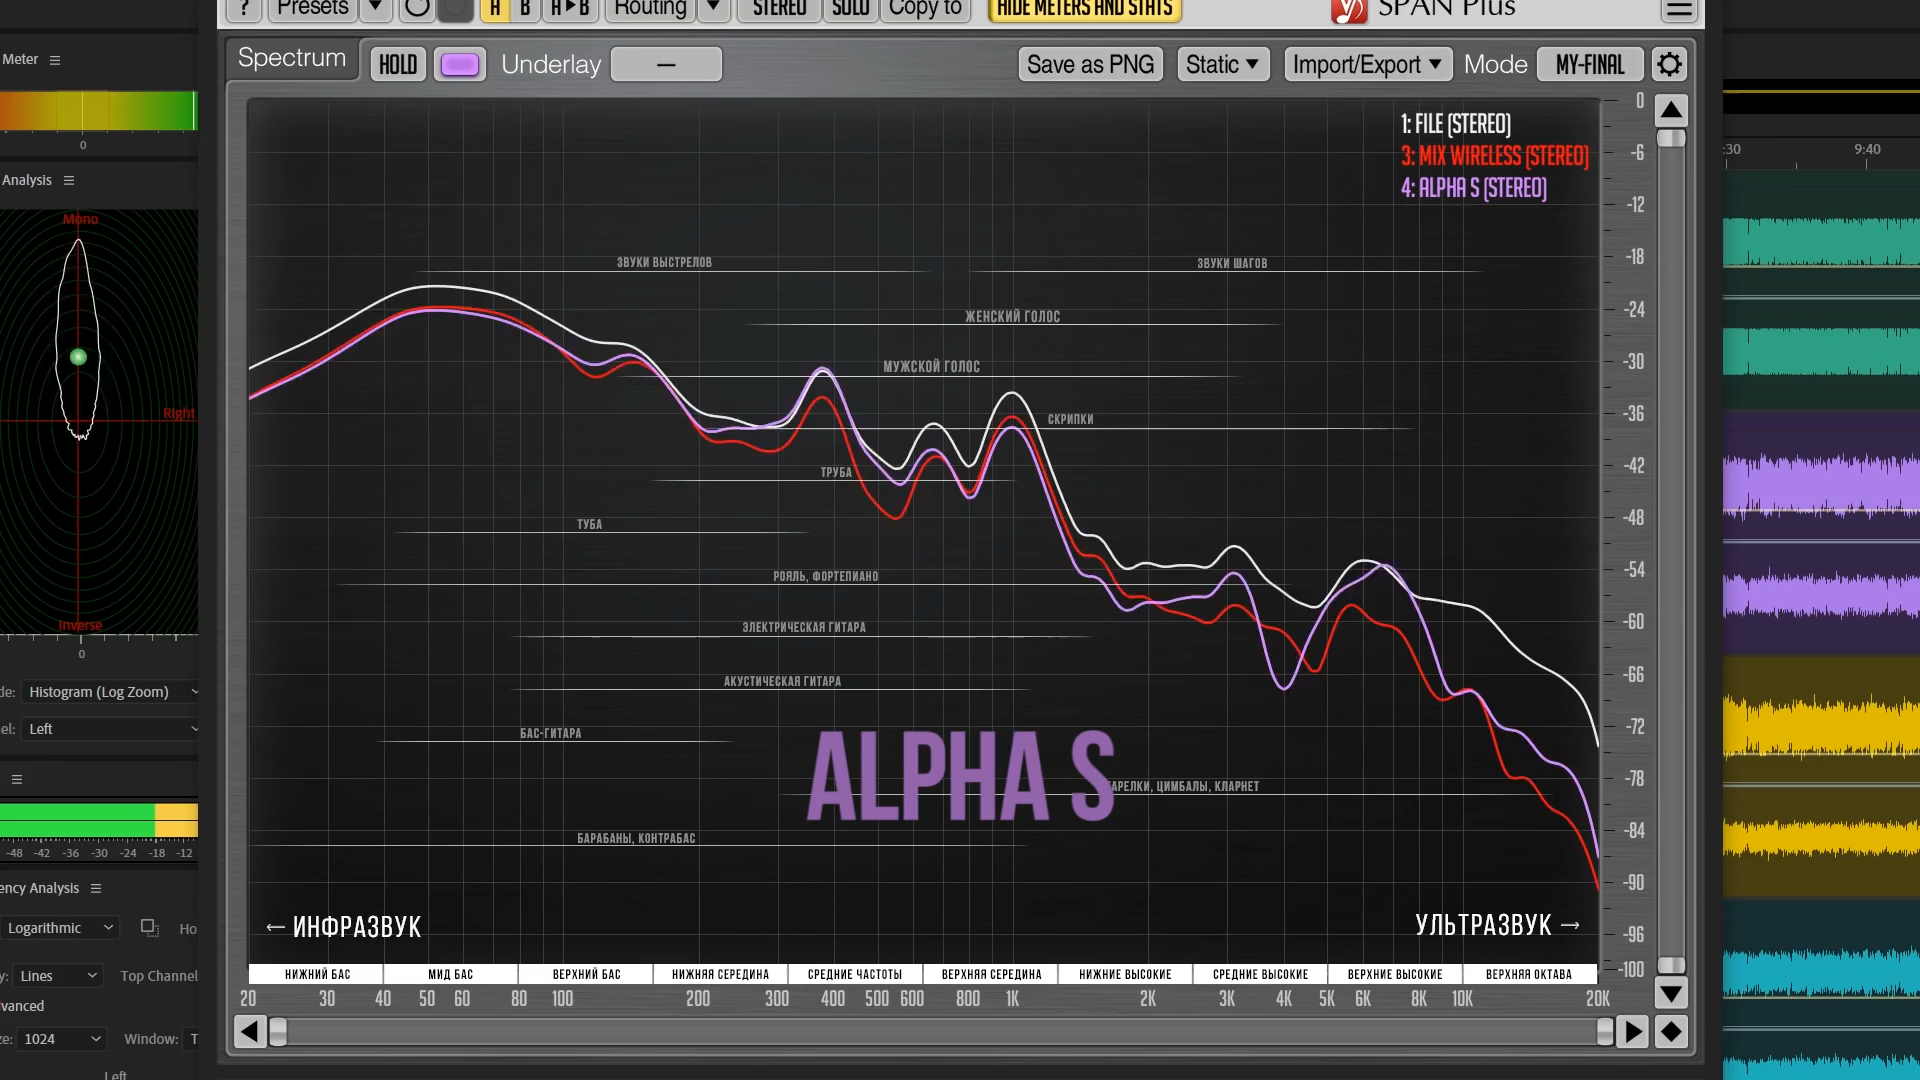 ? Presets ▼ A B A▶B Routing ▼ STEREO SOLO Copy to HIDE METERS AND STATS SPAN Plus
Spectrum HOLD Underlay — Save as PNG Static ▼ Import/Export ▼ Mode MY-FINAL
Meter
0
Analysis
Mono
Right
Inverse
0
Histogram (Log Zoom)
Left
-48 -42 -36 -30 -24 -18 -12
ency Analysis
Logarithmic Ho
Lines Top Channel
vanced
1024 Window: T
Left
1: FILE (STEREO)
3: MIX WIRELESS (STEREO)
4: ALPHA S (STEREO)
ЗВУКИ ВЫСТРЕЛОВ
ЗВУКИ ШАГОВ
ЖЕНСКИЙ ГОЛОС
МУЖСКОЙ ГОЛОС
СКРИПКИ
ТРУБА
ТУБА
РОЯЛЬ, ФОРТЕПИАНО
ЭЛЕКТРИЧЕСКАЯ ГИТАРА
АКУСТИЧЕСКАЯ ГИТАРА
БАС-ГИТАРА
ALPHA S
АРЕЛКИ, ЦИМБАЛЫ, КЛАРНЕТ
БАРАБАНЫ, КОНТРАБАС
← ИНФРАЗВУК
УЛЬТРАЗВУК →
НИЖНИЙ БАС МИД БАС ВЕРХНИЙ БАС НИЖНЯЯ СЕРЕДИНА СРЕДНИЕ ЧАСТОТЫ ВЕРХНЯЯ СЕРЕДИНА НИЖНИЕ ВЫСОКИЕ СРЕДНИЕ ВЫСОКИЕ ВЕРХНИЕ ВЫСОКИЕ ВЕРХНЯЯ ОКТАВА
20 30 40 50 60 80 100 200 300 400 500 600 800 1K 2K 3K 4K 5K 6K 8K 10K 20K
0
-6
-12
-18
-24
-30
-36
-42
-48
-54
-60
-66
-72
-78
-84
-90
-96
-100
:30 9:40